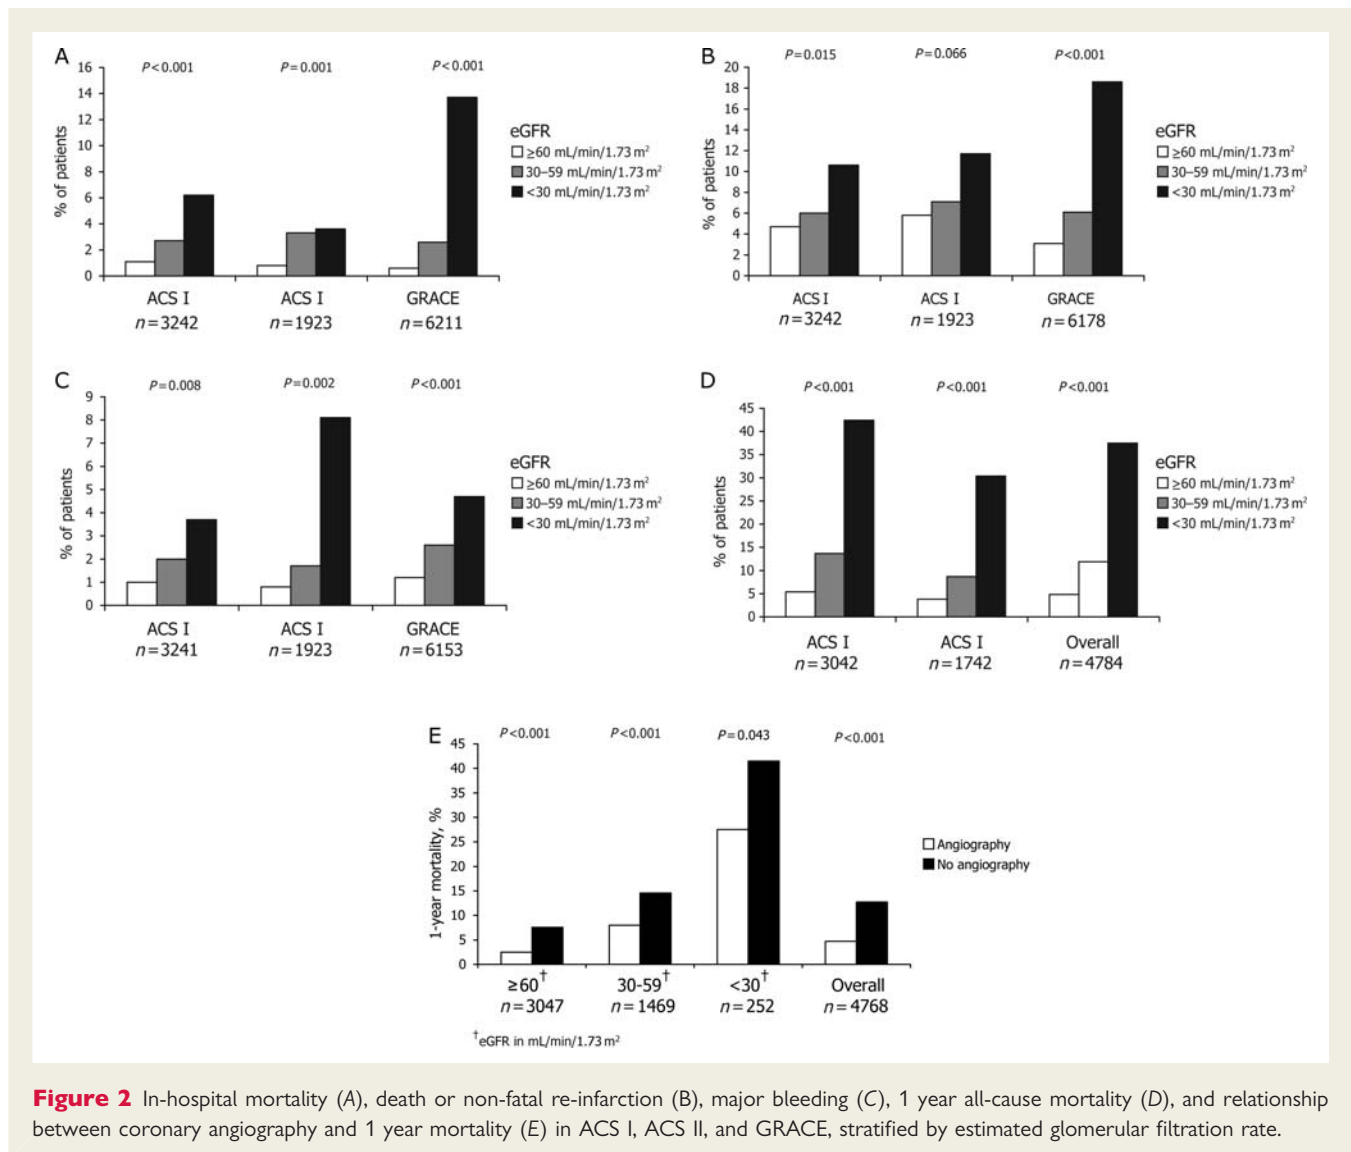 A
P<0.001
P=0.001
P<0.001
16
14
12
10
8
6
4
2
0
% of patients
eGFR
≥60 mL/min/1.73 m²
30–59 mL/min/1.73 m²
<30 mL/min/1.73 m²
ACS I
ACS I
GRACE
n=3242
n=1923
n=6211
B
P=0.015
P=0.066
P<0.001
20
18
16
14
12
10
8
6
4
2
0
% of patients
eGFR
≥60 mL/min/1.73 m²
30–59 mL/min/1.73 m²
<30 mL/min/1.73 m²
ACS I
ACS I
GRACE
n=3242
n=1923
n=6178
C
P=0.008
P=0.002
P<0.001
9
8
7
6
5
4
3
2
1
0
% of patients
eGFR
≥60 mL/min/1.73 m²
30–59 mL/min/1.73 m²
<30 mL/min/1.73 m²
ACS I
ACS I
GRACE
n=3241
n=1923
n=6153
D
P<0.001
P<0.001
P<0.001
45
40
35
30
25
20
15
10
5
0
% of patients
eGFR
≥60 mL/min/1.73 m²
30–59 mL/min/1.73 m²
<30 mL/min/1.73 m²
ACS I
ACS I
Overall
n=3042
n=1742
n=4784
E
P<0.001
P<0.001
P=0.043
P<0.001
45
40
35
30
25
20
15
10
5
0
1-year mortality, %
Angiography
No angiography
≥60†
30-59†
<30†
Overall
n=3047
n=1469
n=252
n=4768
†eGFR in mL/min/1.73 m²
Figure 2 In-hospital mortality (A), death or non-fatal re-infarction (B), major bleeding (C), 1 year all-cause mortality (D), and relationship
between coronary angiography and 1 year mortality (E) in ACS I, ACS II, and GRACE, stratified by estimated glomerular filtration rate.